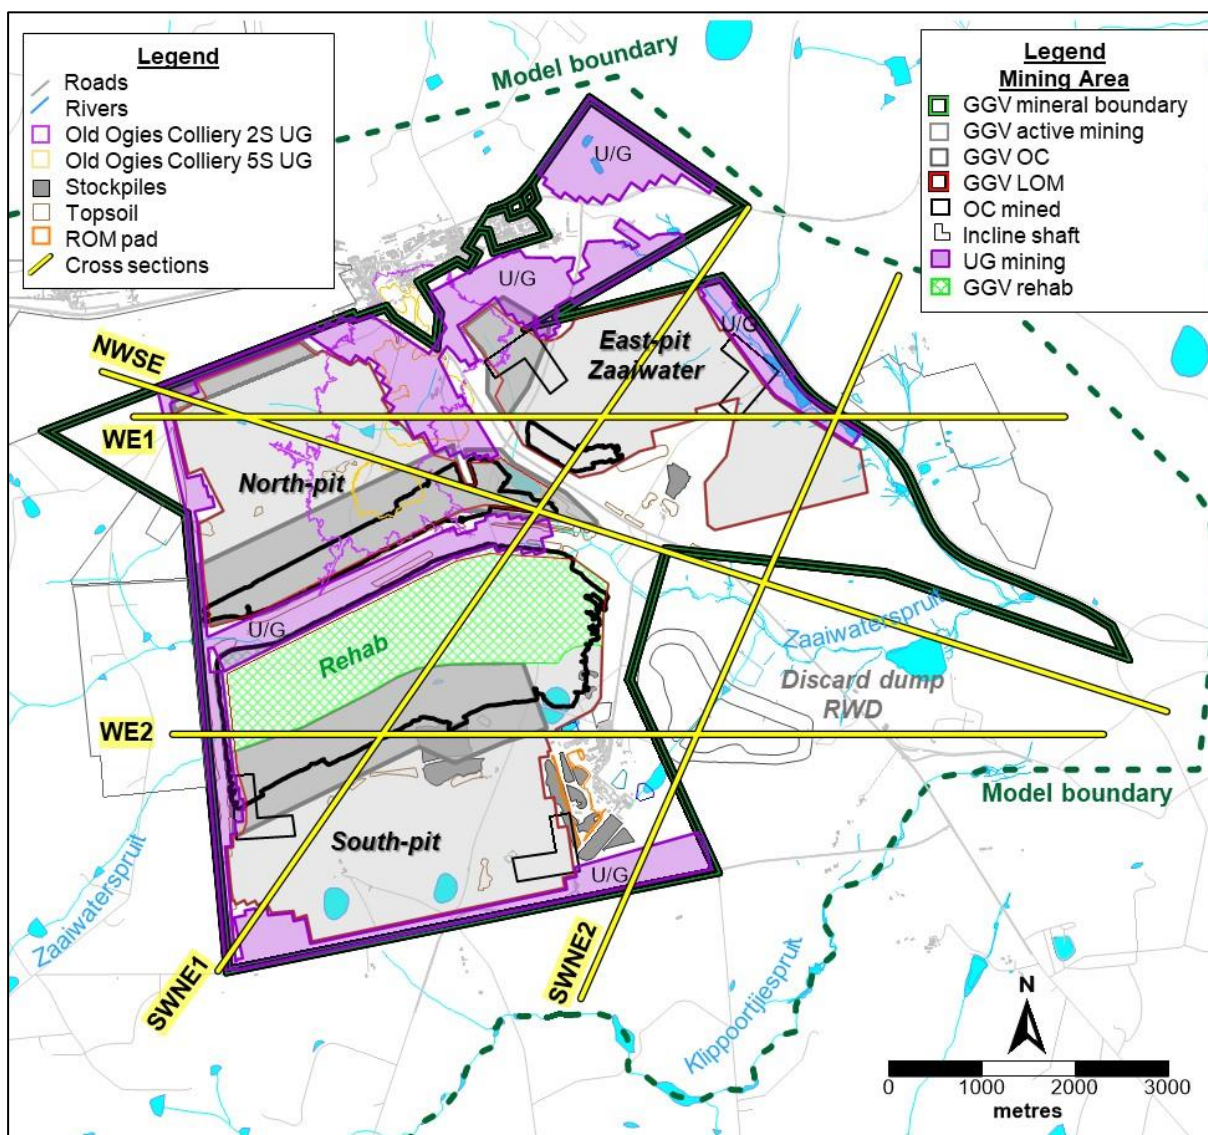 Legend
Roads
Rivers
Old Ogies Colliery 2S UG
Old Ogies Colliery 5S UG
Stockpiles
Topsoil
ROM pad
Cross sections
Model boundary
Legend
Mining Area
GGV mineral boundary
GGV active mining
GGV OC
GGV LOM
OC mined
Incline shaft
UG mining
GGV rehab
U/G
U/G
U/G
East-pit
Zaaiwater
NWSE
WE1
North-pit
U/G
Rehab
Zaaiwaterspruit
Discard dump
RWD
WE2
Model boundary
South-pit
U/G
Zaaiwaterspruit
SWNE1
SWNE2
Klippoortjiespruit
N
0 1000 2000 3000
metres